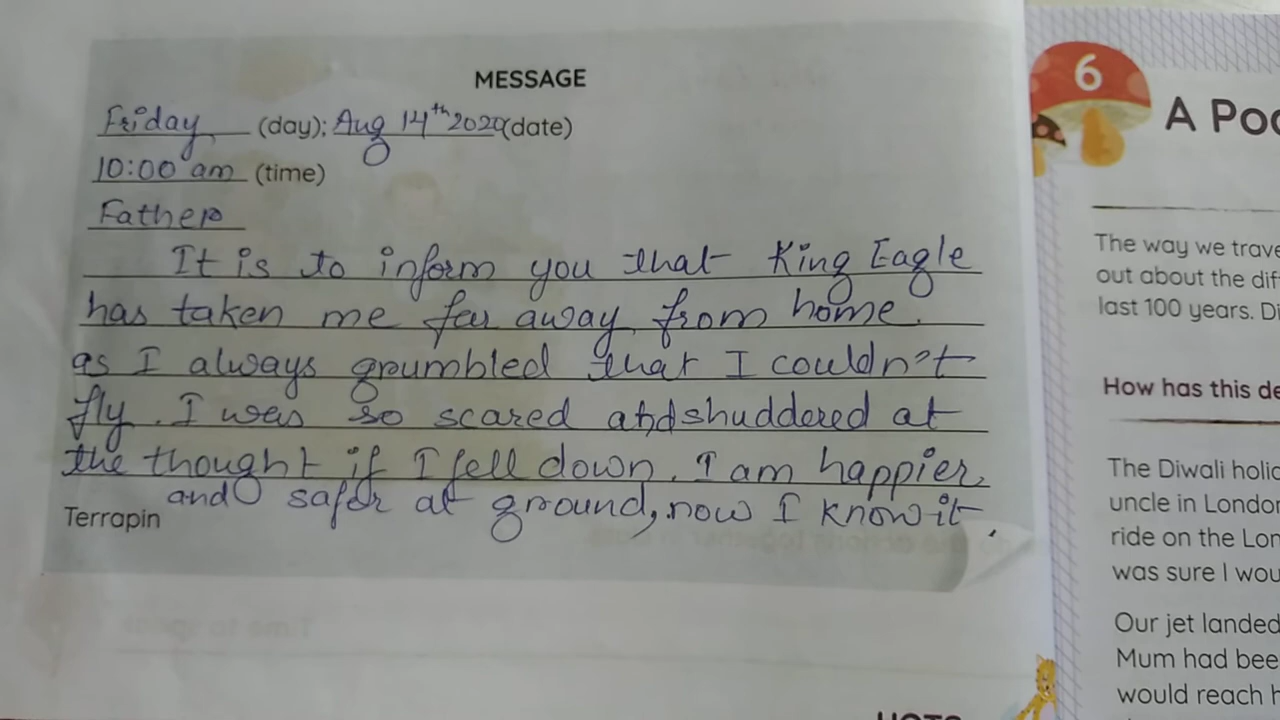 MESSAGE
Friday (day); Aug 14th 2020 (date)
10:00 am (time)
Father
It is to inform you that King Eagle
has taken me far away from home.
as I always grumbled that I couldn't
fly. I was so scared and shuddered at
the thought if I fell down. I am happier,
and safer at ground, now I know it.
Terrapin
6
A Poc
The way we trave
out about the dif
last 100 years. Di
How has this de
The Diwali holid
uncle in London
ride on the Lon
was sure I wou
Our jet landed
Mum had bee
would reach h